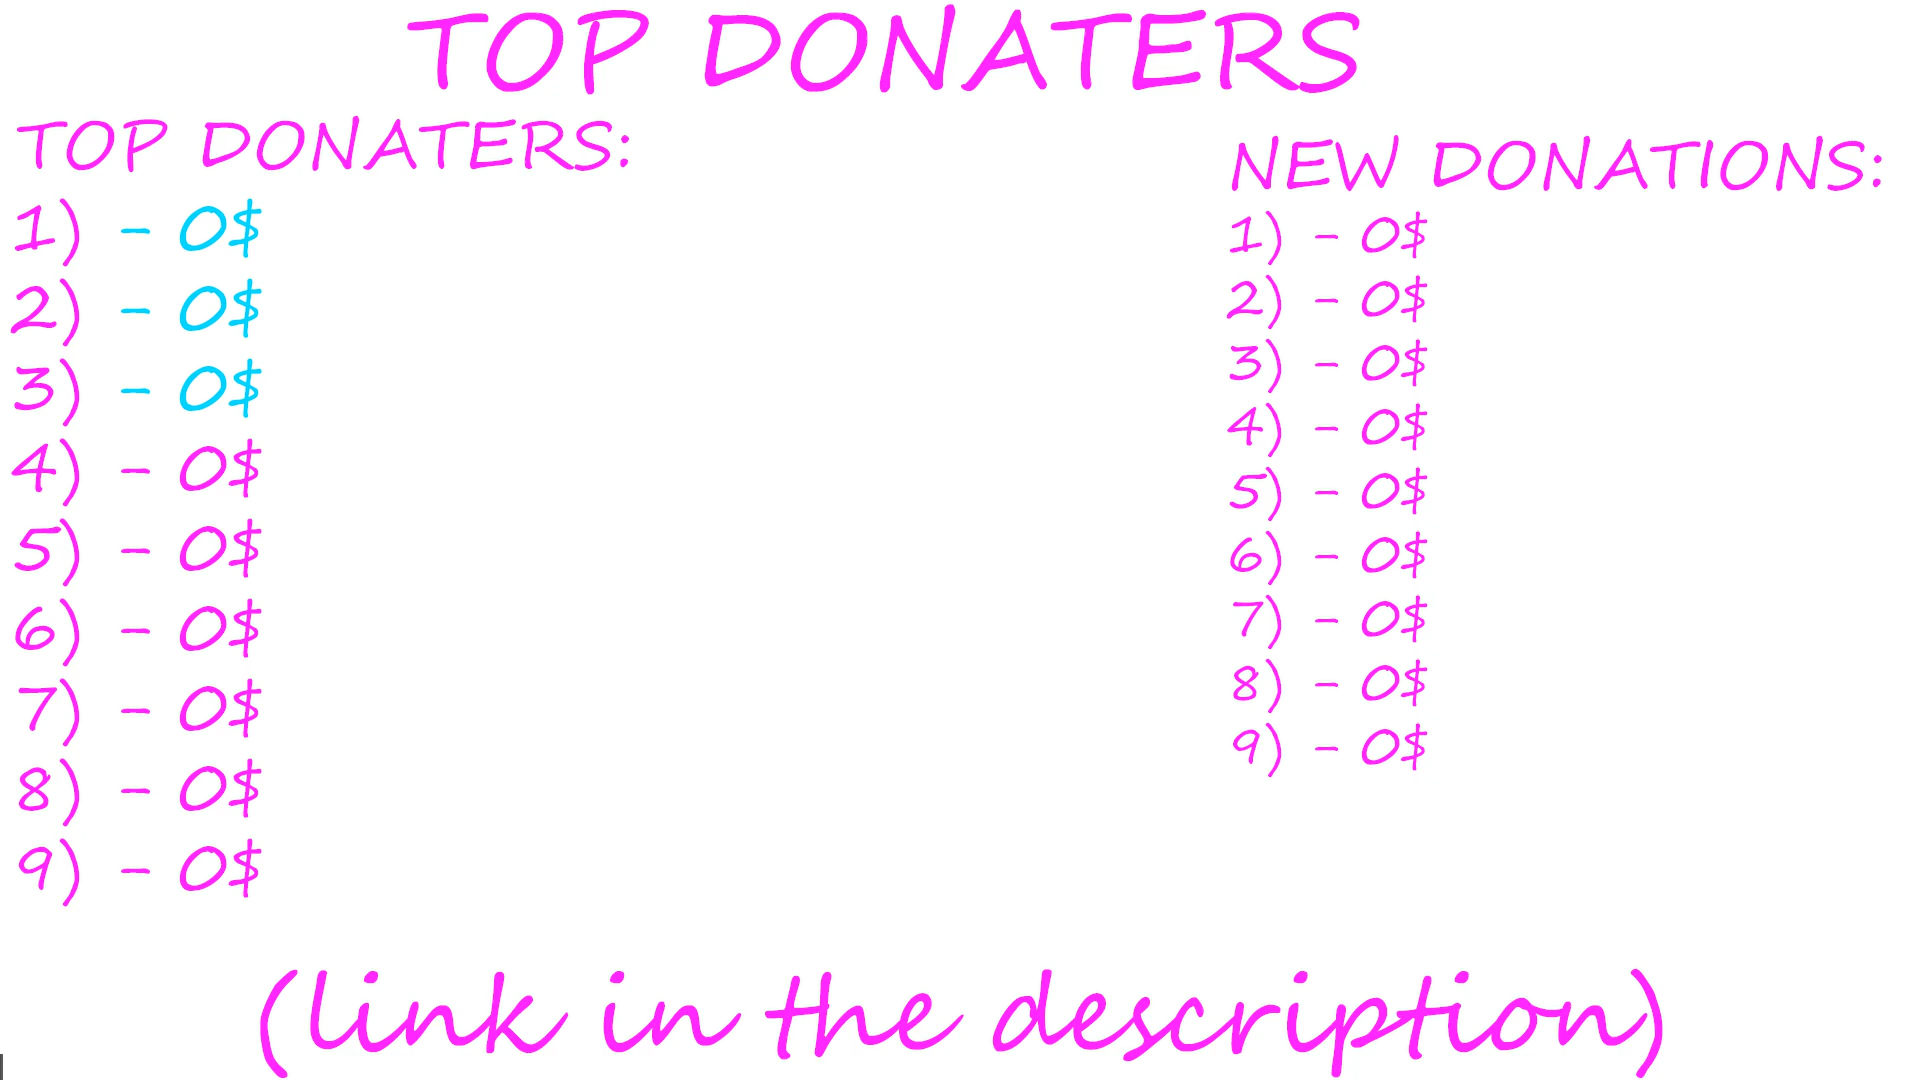 TOP DONATERS
TOP DONATERS:
1) - 0$
2) - 0$
3) - 0$
4) - 0$
5) - 0$
6) - 0$
7) - 0$
8) - 0$
9) - 0$
NEW DONATIONS:
1) - 0$
2) - 0$
3) - 0$
4) - 0$
5) - 0$
6) - 0$
7) - 0$
8) - 0$
9) - 0$
(link in the description)